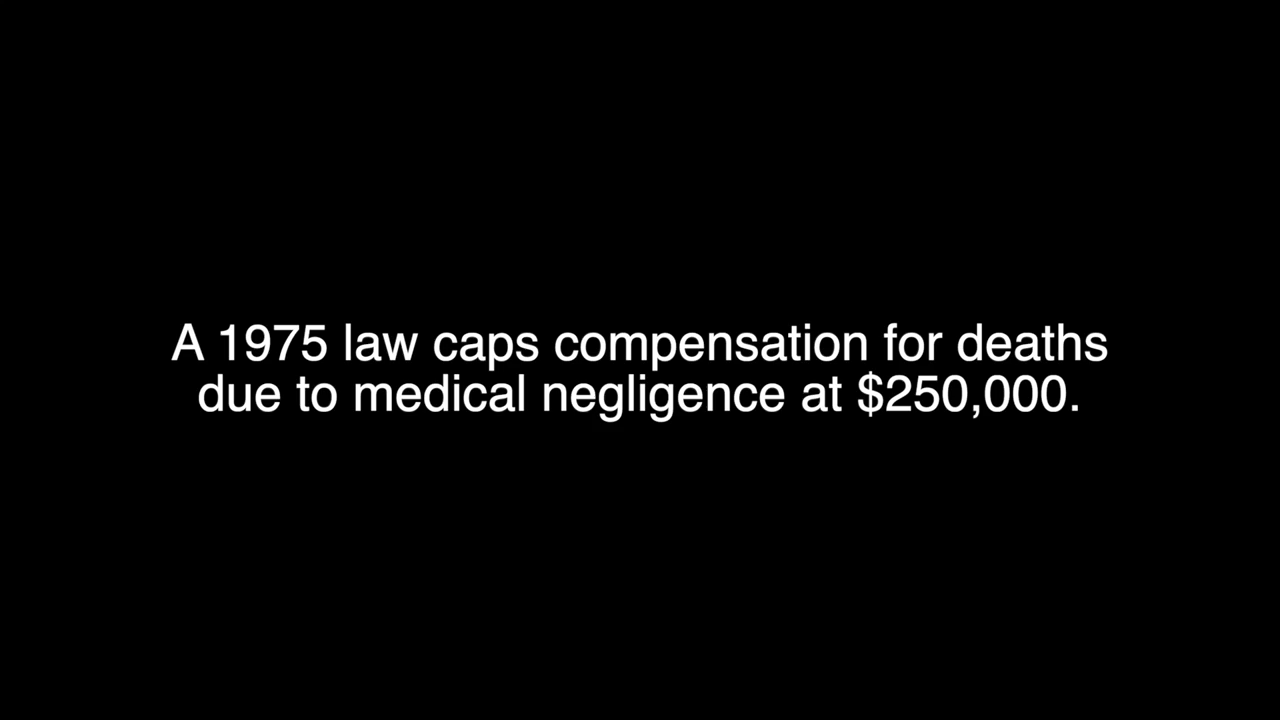 A 1975 law caps compensation for deaths
due to medical negligence at $250,000.